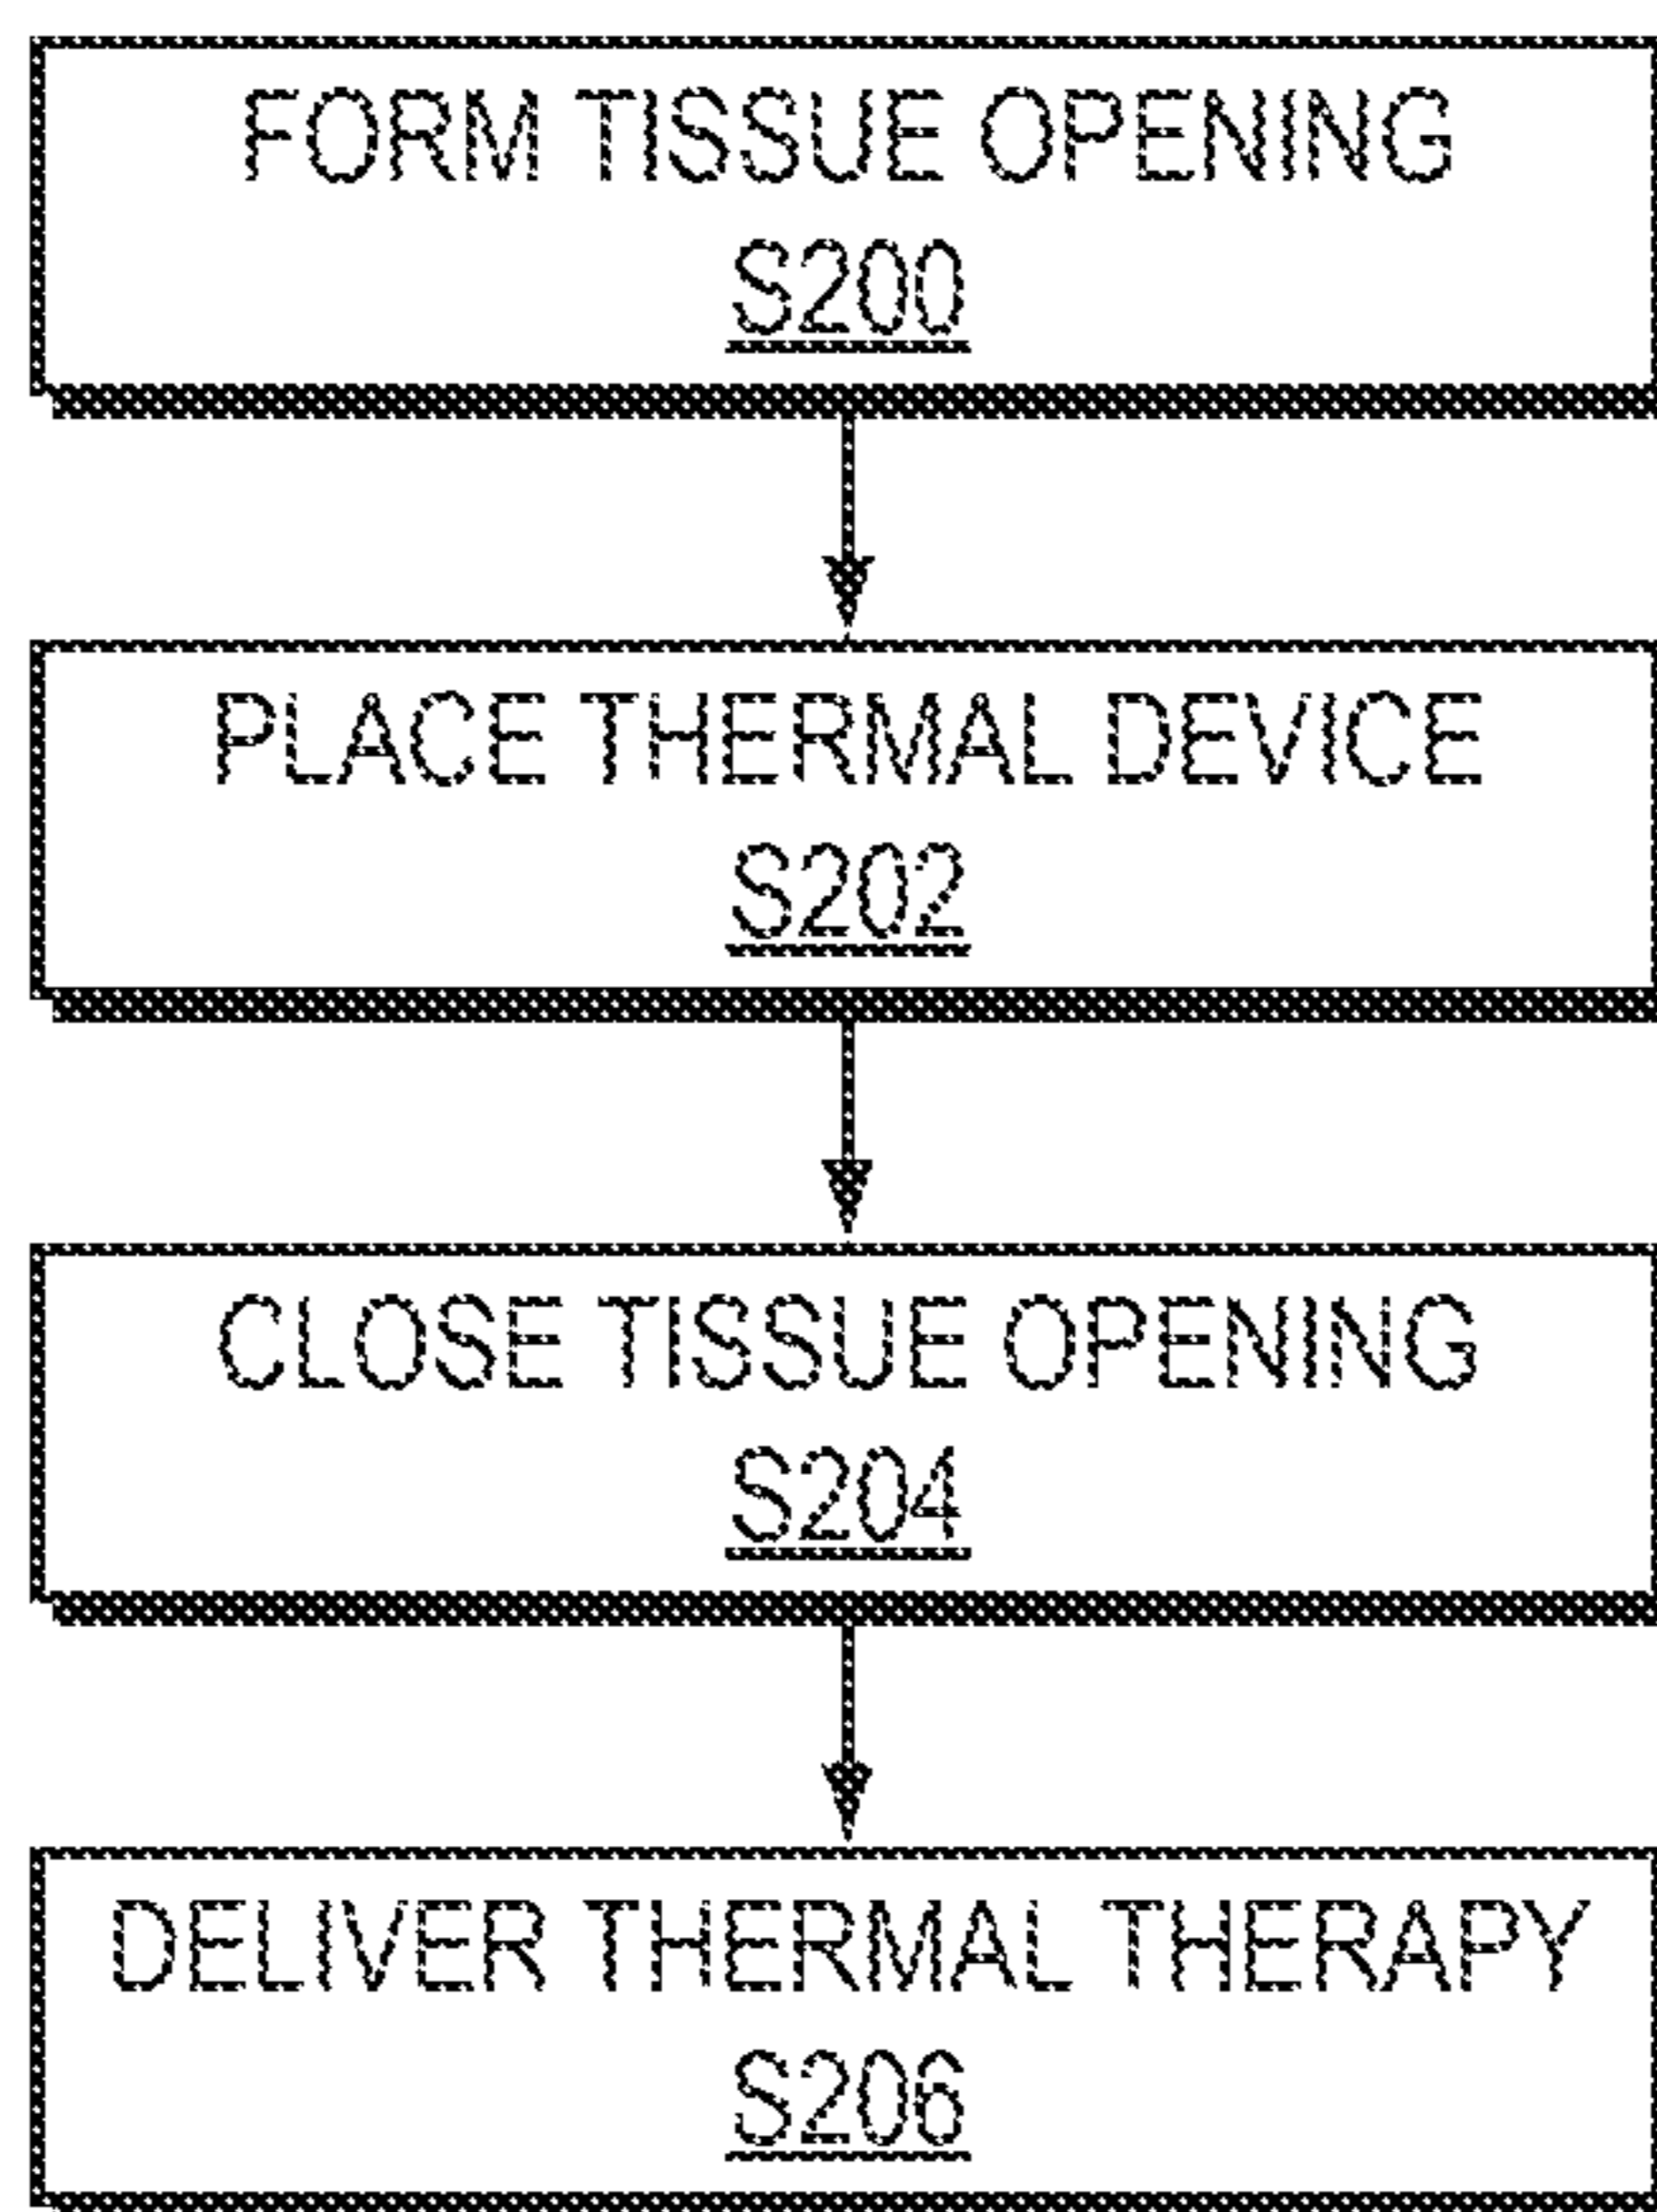 FORM TISSUE OPENING
S200
PLACE THERMAL DEVICE
S202
CLOSE TISSUE OPENING
S204
DELIVER THERMAL THERAPY
S206